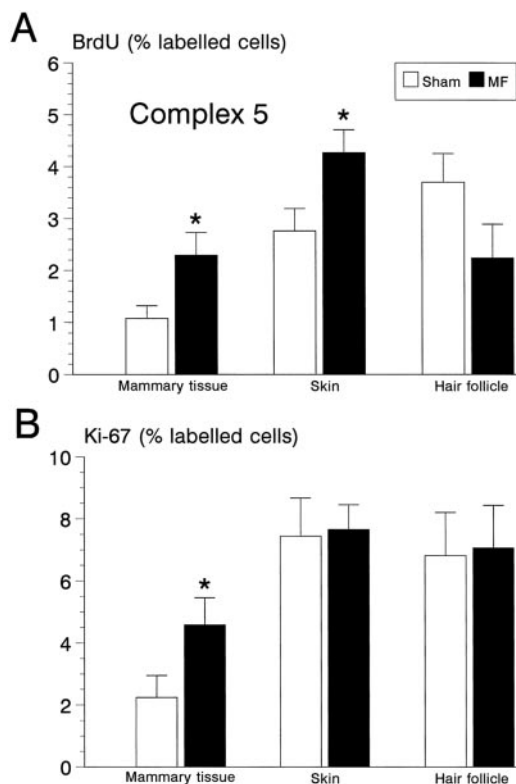 A
BrdU (% labelled cells)
6
Sham MF
5
Complex 5
*
4
*
3
2
1
0
Mammary tissue Skin Hair follicle
B
Ki-67 (% labelled cells)
10
8
6
*
4
2
0
Mammary tissue Skin Hair follicle